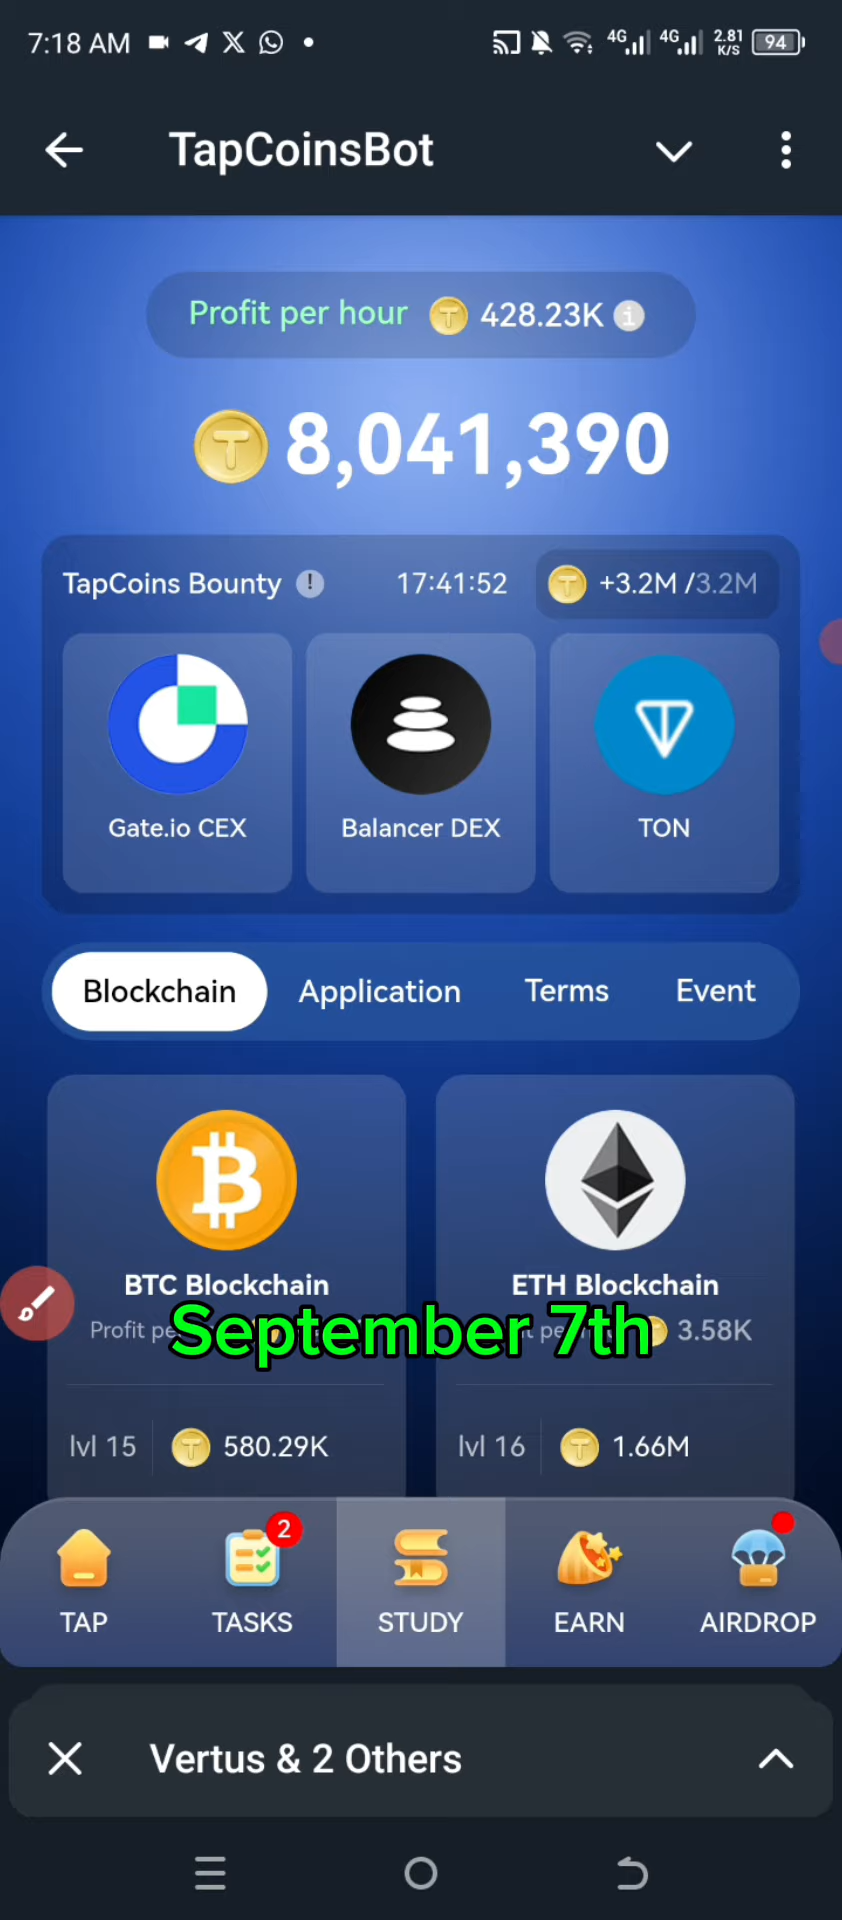 7:18 AM
4G 4G 2.81 K/S 94
TapCoinsBot
Profit per hour 428.23K
8,041,390
TapCoins Bounty 17:41:52 +3.2M /3.2M
Gate.io CEX Balancer DEX TON
Blockchain Application Terms Event
BTC Blockchain ETH Blockchain
Profit pe
3.58K
September 7th
lvl 15 580.29K lvl 16 1.66M
2
TAP TASKS STUDY EARN AIRDROP
Vertus & 2 Others